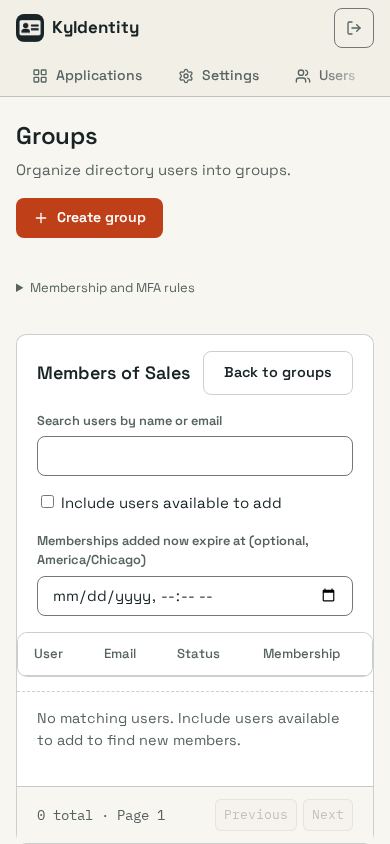 Kyldentity
Applications Settings Users
Groups
Organize directory users into groups.
Create group
Membership and MFA rules
Members of Sales
Back to groups
Search users by name or email
Include users available to add
Memberships added now expire at (optional,
America/Chicago)
mm/dd/yyyy, --:-- --
User Email Status Membership
No matching users. Include users available
to add to find new members.
0 total · Page 1
Previous Next